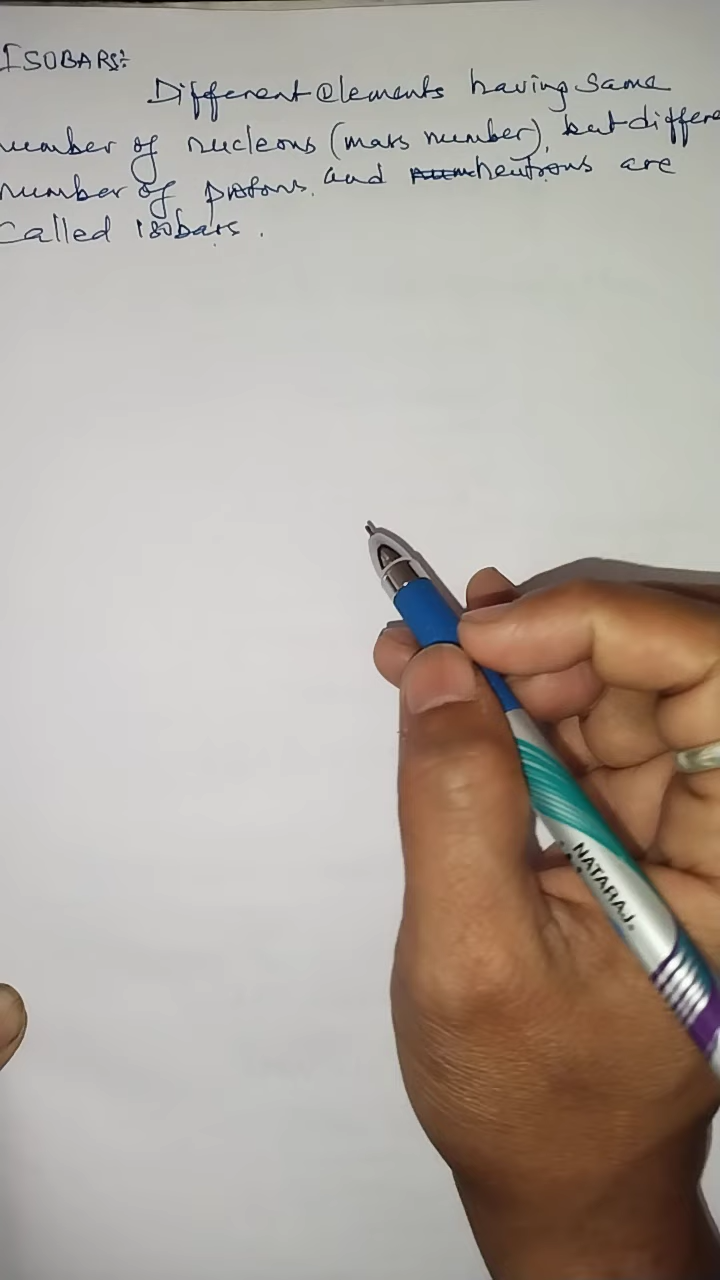 ISOBARS:-
Different elements having same
number of nucleons (mass number), but differe
number of protons and neutrons are
called isobars.
NATARAJ